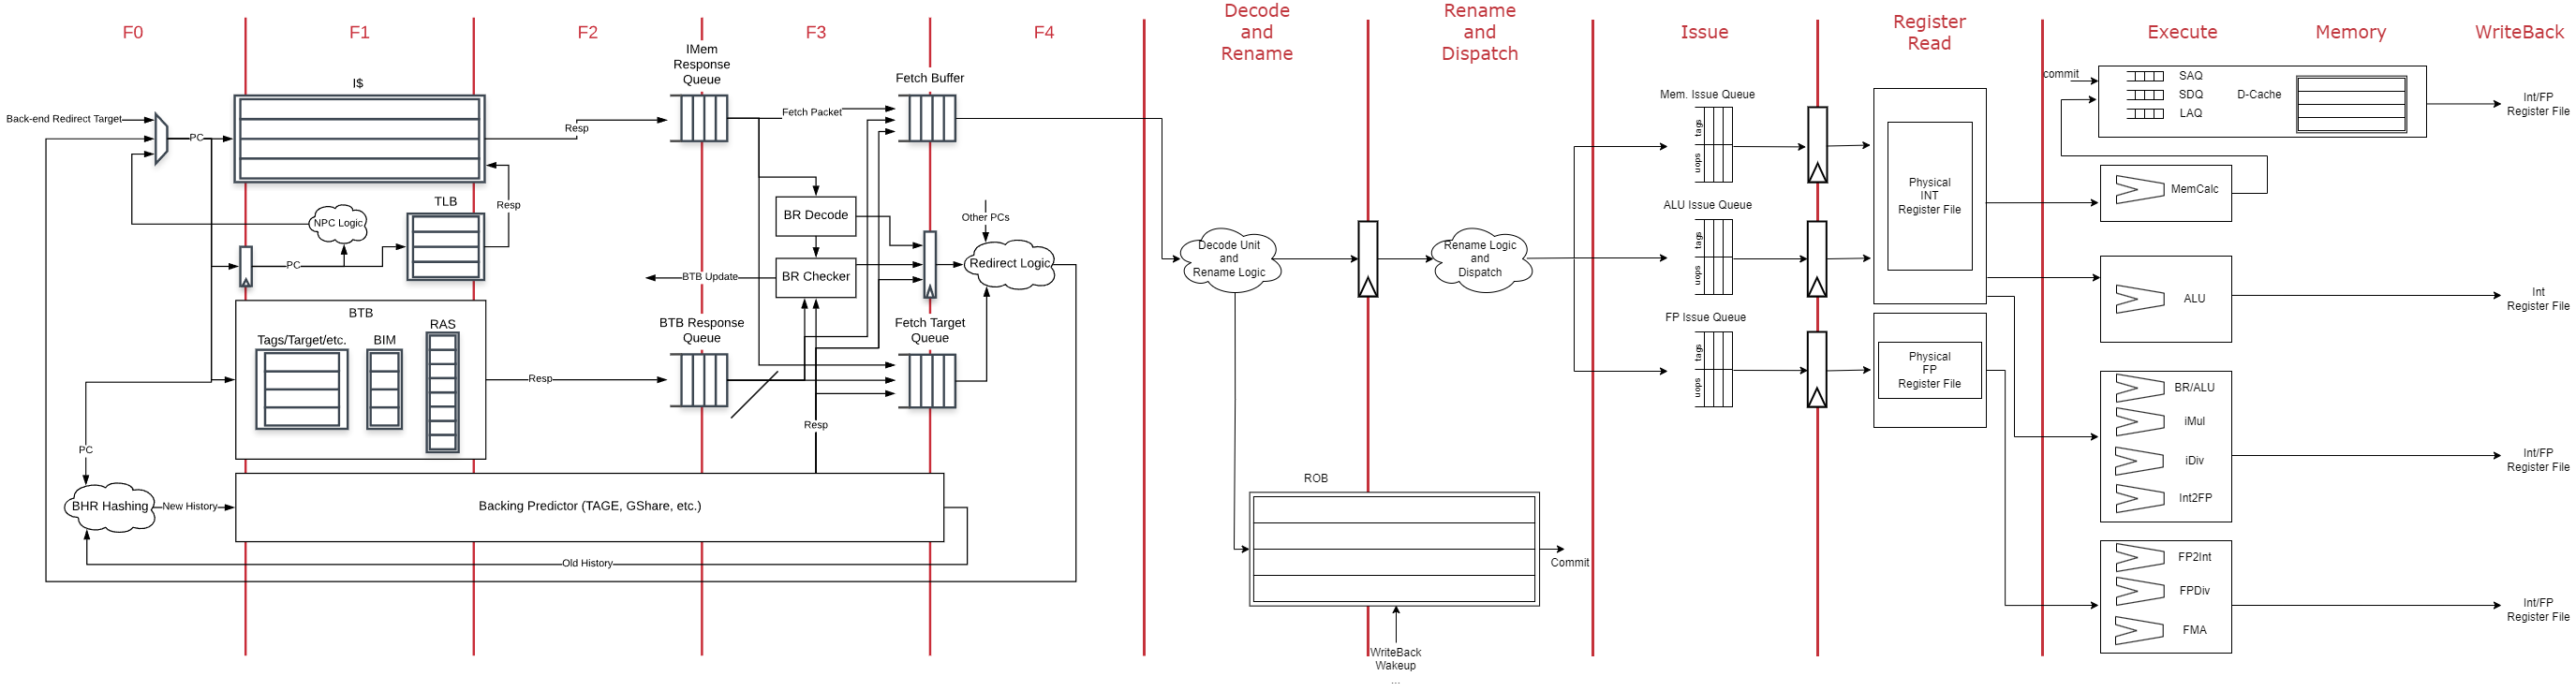 F0
F1
F2
F3
F4
Decode
and
Rename
Rename
and
Dispatch
Issue
Register
Read
Execute
Memory
WriteBack
I$
IMem
Response
Queue
Fetch Buffer
Back-end Redirect Target
PC
Resp
Fetch Packet
TLB
Resp
NPC Logic
PC
BR Decode
BR Checker
BTB Update
Other PCs
Redirect Logic
BTB
Tags/Target/etc.
BIM
RAS
Resp
BTB Response
Queue
Fetch Target
Queue
Resp
PC
BHR Hashing
New History
Backing Predictor (TAGE, GShare, etc.)
Old History
Decode Unit
and
Rename Logic
Rename Logic
and
Dispatch
ROB
Commit
WriteBack
Wakeup
...
Mem. Issue Queue
tags
uops
ALU Issue Queue
tags
uops
FP Issue Queue
tags
uops
Physical
INT
Register File
Physical
FP
Register File
commit
SAQ
SDQ
LAQ
D-Cache
Int/FP
Register File
MemCalc
ALU
Int
Register File
BR/ALU
iMul
iDiv
Int2FP
Int/FP
Register File
FP2Int
FPDiv
FMA
Int/FP
Register File